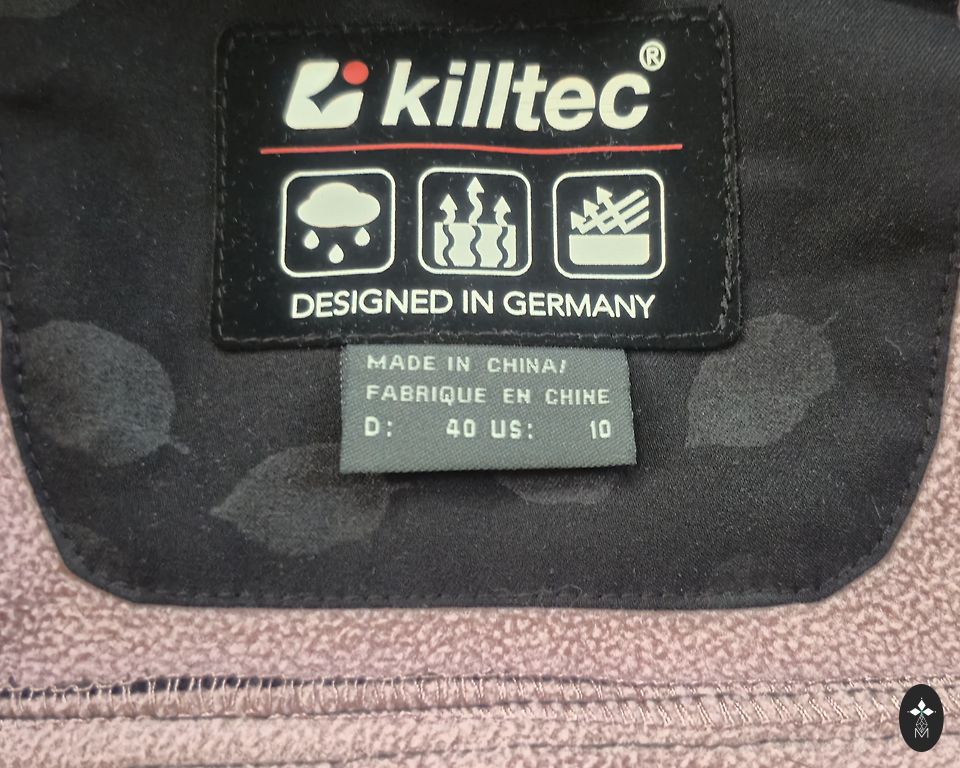 killtec®
DESIGNED IN GERMANY
MADE IN CHINA/
FABRIQUE EN CHINE
D: 40 US: 10
M